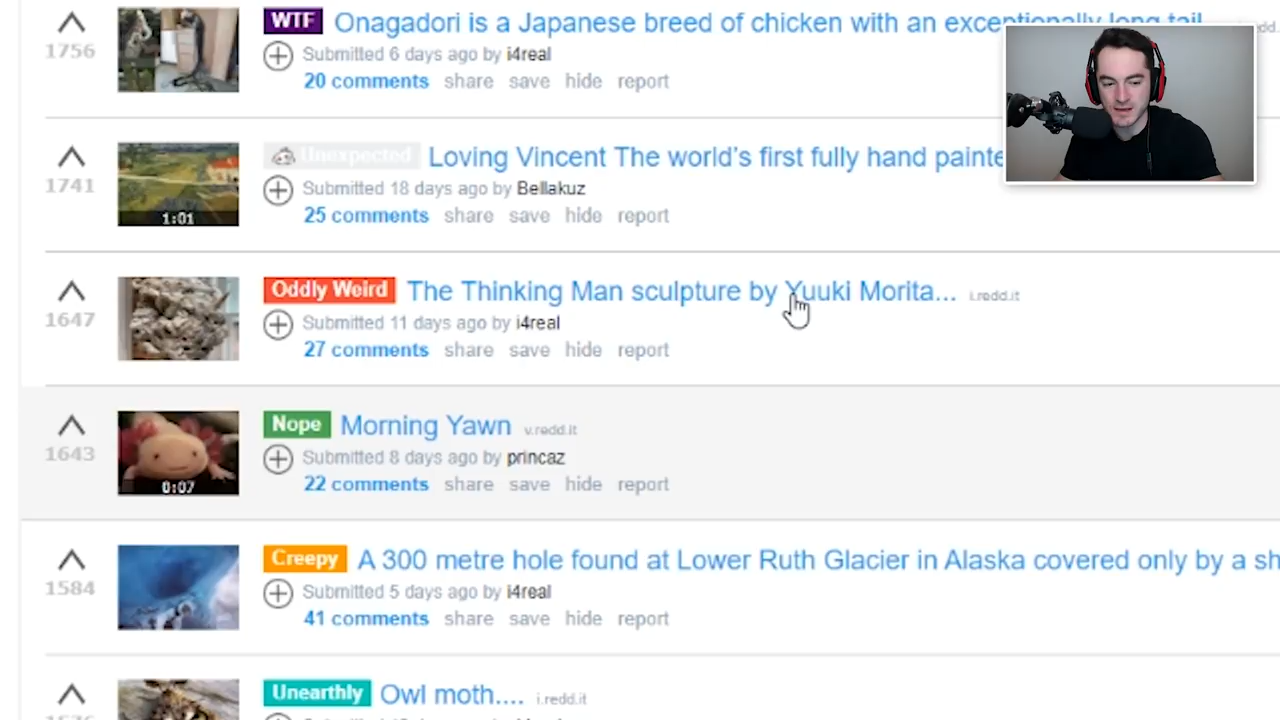 WTF Onagadori is a Japanese breed of chicken with an exceptionally long tail
1756
Submitted 6 days ago by i4real
20 comments share save hide report
Unexpected Loving Vincent The world's first fully hand painte
1741
1:01
Submitted 18 days ago by Bellakuz
25 comments share save hide report
Oddly Weird The Thinking Man sculpture by Yuuki Morita... i.redd.it
1647
Submitted 11 days ago by i4real
27 comments share save hide report
Nope Morning Yawn v.redd.it
1643
0:07
Submitted 8 days ago by princaz
22 comments share save hide report
Creepy A 300 metre hole found at Lower Ruth Glacier in Alaska covered only by a sh
1584
Submitted 5 days ago by i4real
41 comments share save hide report
Unearthly Owl moth.... i.redd.it